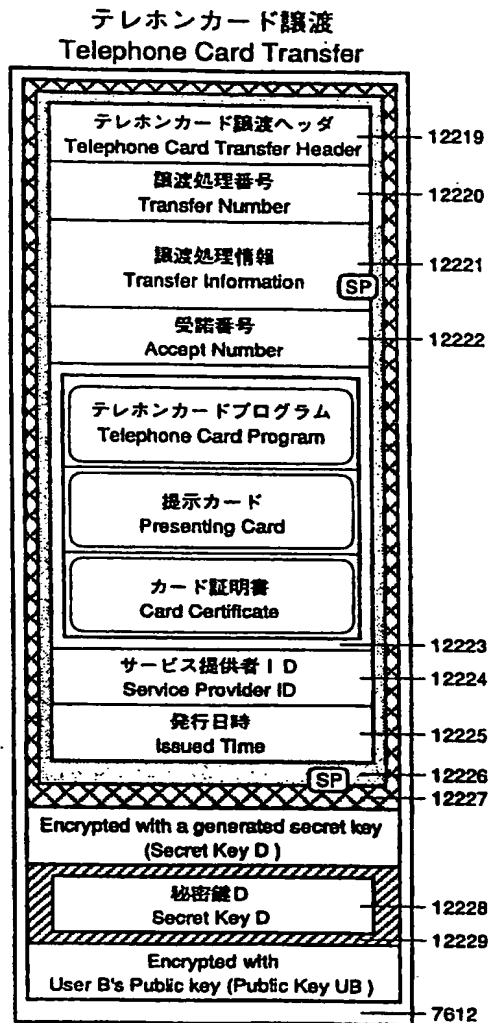 テレホンカード譲渡
Telephone Card Transfer
テレホンカード譲渡ヘッダ
Telephone Card Transfer Header
12219
譲渡処理番号
Transfer Number
12220
譲渡処理情報
Transfer Information
12221
SP
受諾番号
Accept Number
12222
テレホンカードプログラム
Telephone Card Program
提示カード
Presenting Card
カード証明書
Card Certificate
12223
サービス提供者ID
Service Provider ID
12224
発行日時
Issued Time
12225
SP
12226
12227
Encrypted with a generated secret key
(Secret Key D )
秘密鍵D
Secret Key D
12228
12229
Encrypted with
User B's Public key (Public Key UB )
7612